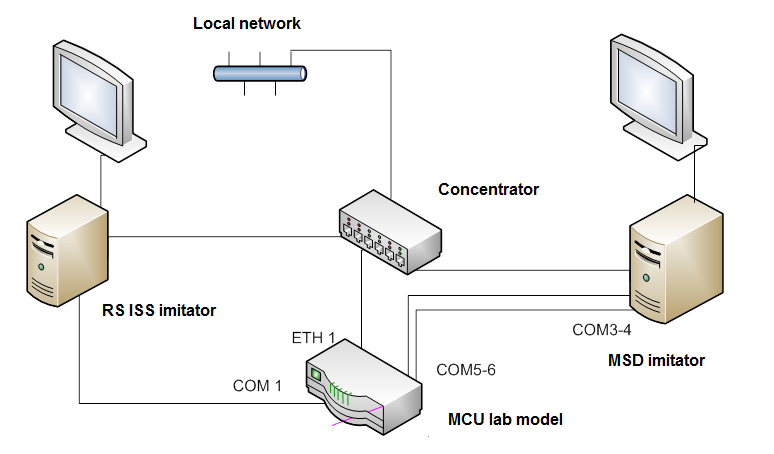 Local network
Concentrator
RS ISS imitator
ETH 1
COM3-4
MSD imitator
COM5-6
COM 1
MCU lab model